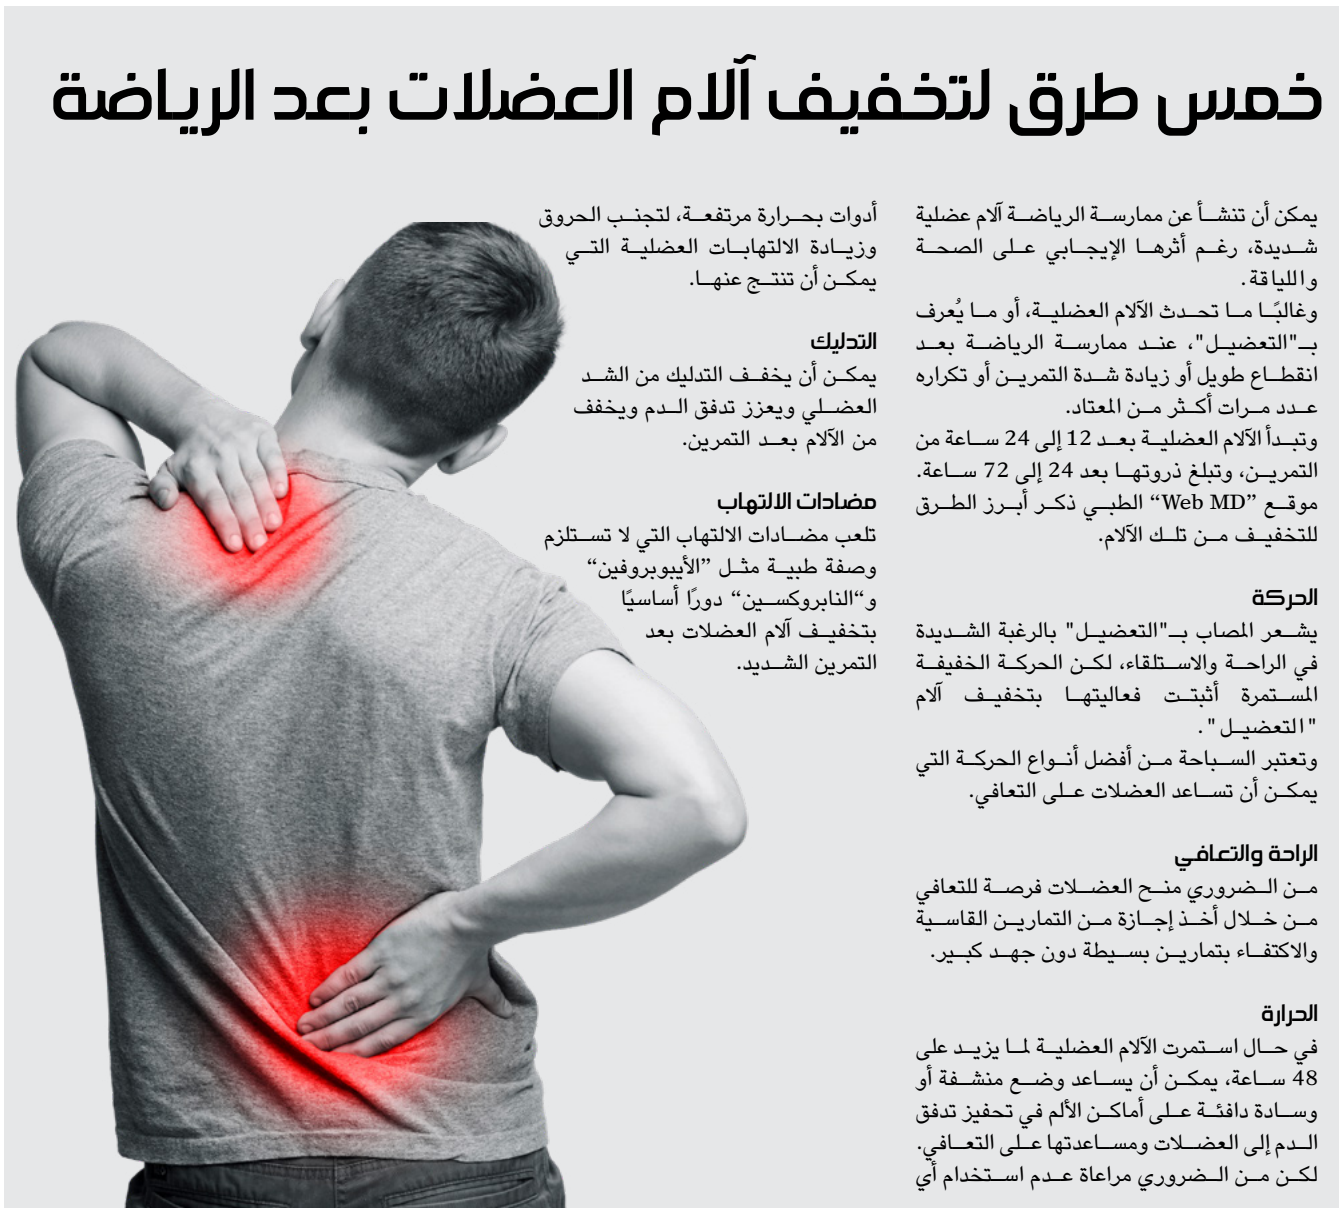 خمس طرق لتخفيف آلام العضلات بعد الرياضة
يمكن أن تنشأ عن ممارسة الرياضة آلام عضلية
شديدة، رغم أثرها الإيجابي على الصحة
واللياقة.
وغالبًا ما تحدث الآلام العضلية، أو ما يُعرف
بـ"التعضيل"، عند ممارسة الرياضة بعد
انقطاع طويل أو زيادة شدة التمرين أو تكراره
عدد مرات أكثر من المعتاد.
وتبدأ الآلام العضلية بعد 12 إلى 24 ساعة من
التمرين، وتبلغ ذروتها بعد 24 إلى 72 ساعة.
موقع ”Web MD“ الطبي ذكر أبرز الطرق
للتخفيف من تلك الآلام.
الحركة
يشعر المصاب بـ"التعضيل" بالرغبة الشديدة
في الراحة والاستلقاء، لكن الحركة الخفيفة
المستمرة أثبتت فعاليتها بتخفيف آلام
"التعضيل".
وتعتبر السباحة من أفضل أنواع الحركة التي
يمكن أن تساعد العضلات على التعافي.
الراحة والتعافي
من الضروري منح العضلات فرصة للتعافي
من خلال أخذ إجازة من التمارين القاسية
والاكتفاء بتمارين بسيطة دون جهد كبير.
الحرارة
في حال استمرت الآلام العضلية لما يزيد على
48 ساعة، يمكن أن يساعد وضع منشفة أو
وسادة دافئة على أماكن الألم في تحفيز تدفق
الدم إلى العضلات ومساعدتها على التعافي.
لكن من الضروري مراعاة عدم استخدام أي
أدوات بحرارة مرتفعة، لتجنب الحروق
وزيادة الالتهابات العضلية التي
يمكن أن تنتج عنها.
التدليك
يمكن أن يخفف التدليك من الشد
العضلي ويعزز تدفق الدم ويخفف
من الآلام بعد التمرين.
مضادات الالتهاب
تلعب مضادات الالتهاب التي لا تستلزم
وصفة طبية مثل ”الأيبوبروفين“
و“النابروكسين“ دورًا أساسيًا
بتخفيف آلام العضلات بعد
التمرين الشديد.